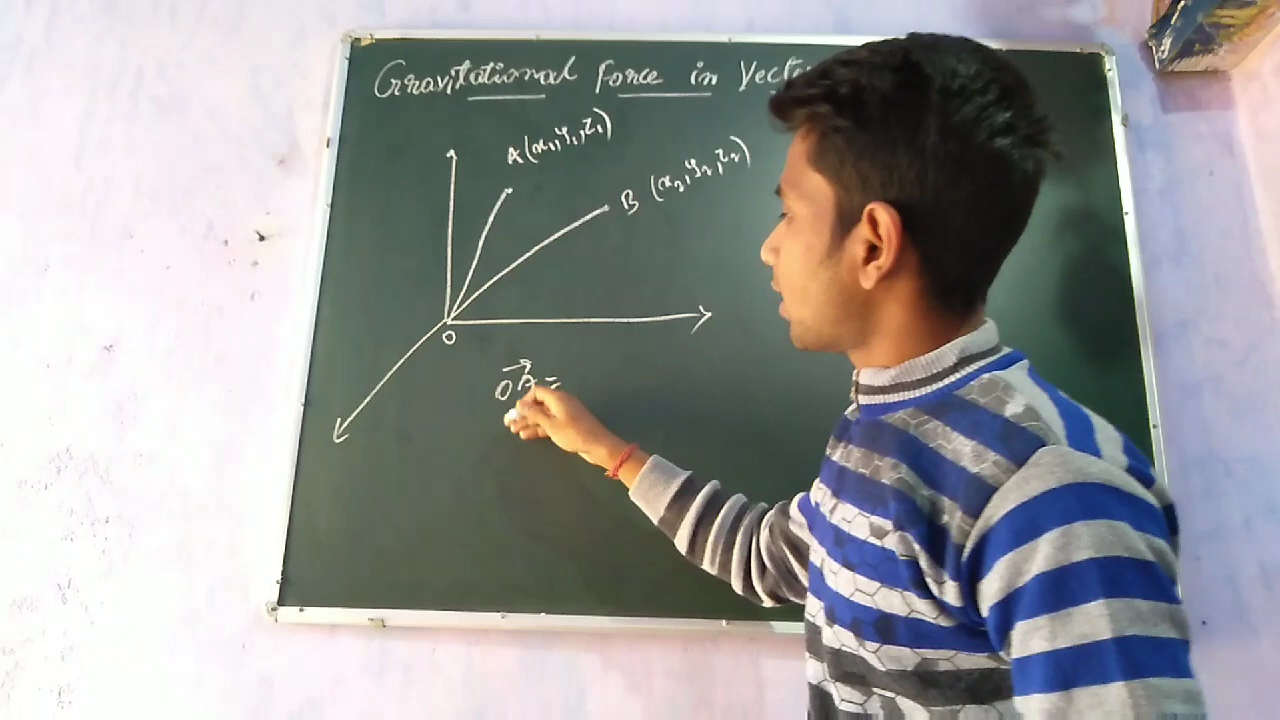 Gravitational Force in Vecto
A (x₁, y₁, z₁)
B (x₂, y₂, z₂)
O
OA⃗ =